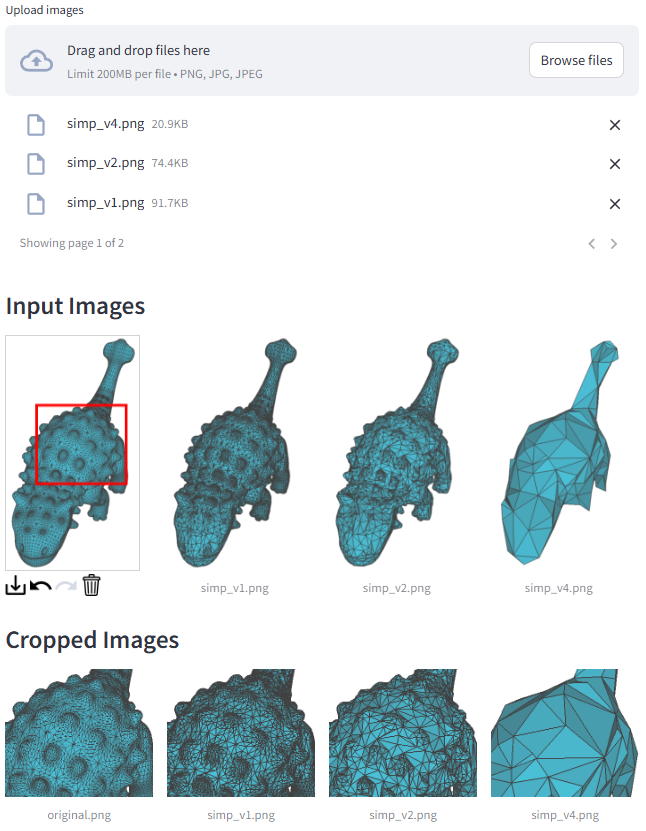 Upload images
Drag and drop files here
Limit 200MB per file • PNG, JPG, JPEG
Browse files
simp_v4.png 20.9KB
simp_v2.png 74.4KB
simp_v1.png 91.7KB
Showing page 1 of 2
Input Images
simp_v1.png simp_v2.png simp_v4.png
Cropped Images
original.png simp_v1.png simp_v2.png simp_v4.png